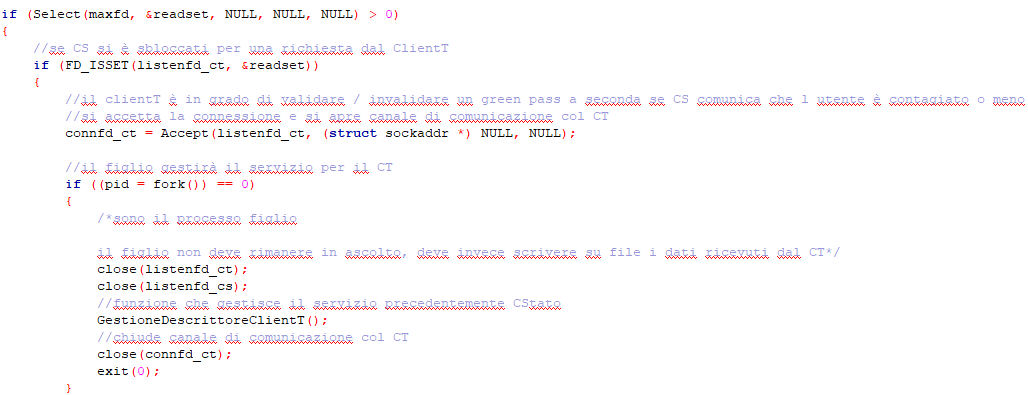 if (Select(maxfd, &readset, NULL, NULL, NULL) > 0)
{
//se CS si è sbloccati per una richiesta dal ClientT
if (FD_ISSET(listenfd_ct, &readset))
{
//il clientT è in grado di validare / invalidare un green pass a seconda se CS comunica che l utente è contagiato o meno
//si accetta la connessione e si apre canale di comunicazione col CT
connfd_ct = Accept(listenfd_ct, (struct sockaddr *) NULL, NULL);
//il figlio gestirà il servizio per il CT
if ((pid = fork()) == 0)
{
/*sono il processo figlio
il figlio non deve rimanere in ascolto, deve invece scrivere su file i dati ricevuti dal CT*/
close(listenfd_ct);
close(listenfd_cs);
//funzione che gestisce il servizio precedentemente CStato
GestioneDescrittoreClientT();
//chiude canale di comunicazione col CT
close(connfd_ct);
exit(0);
}